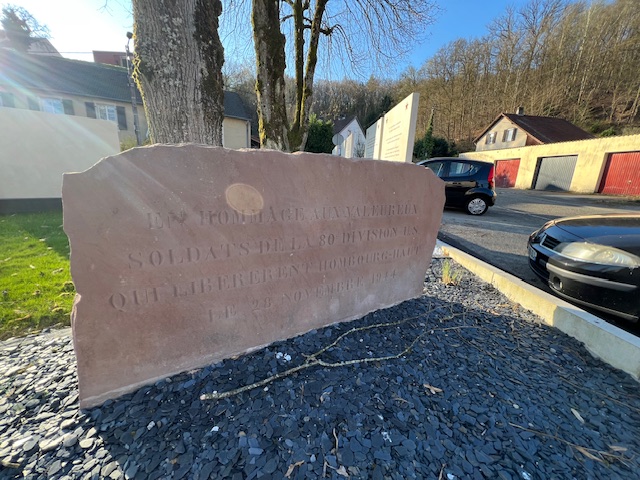 EN HOMMAGE AUX VALEUREUX
SOLDATS DE LA 80 DIVISION U.S
QUI LIBERERENT HOMBOURG-HAUT
LE 28 NOVEMBRE 1944